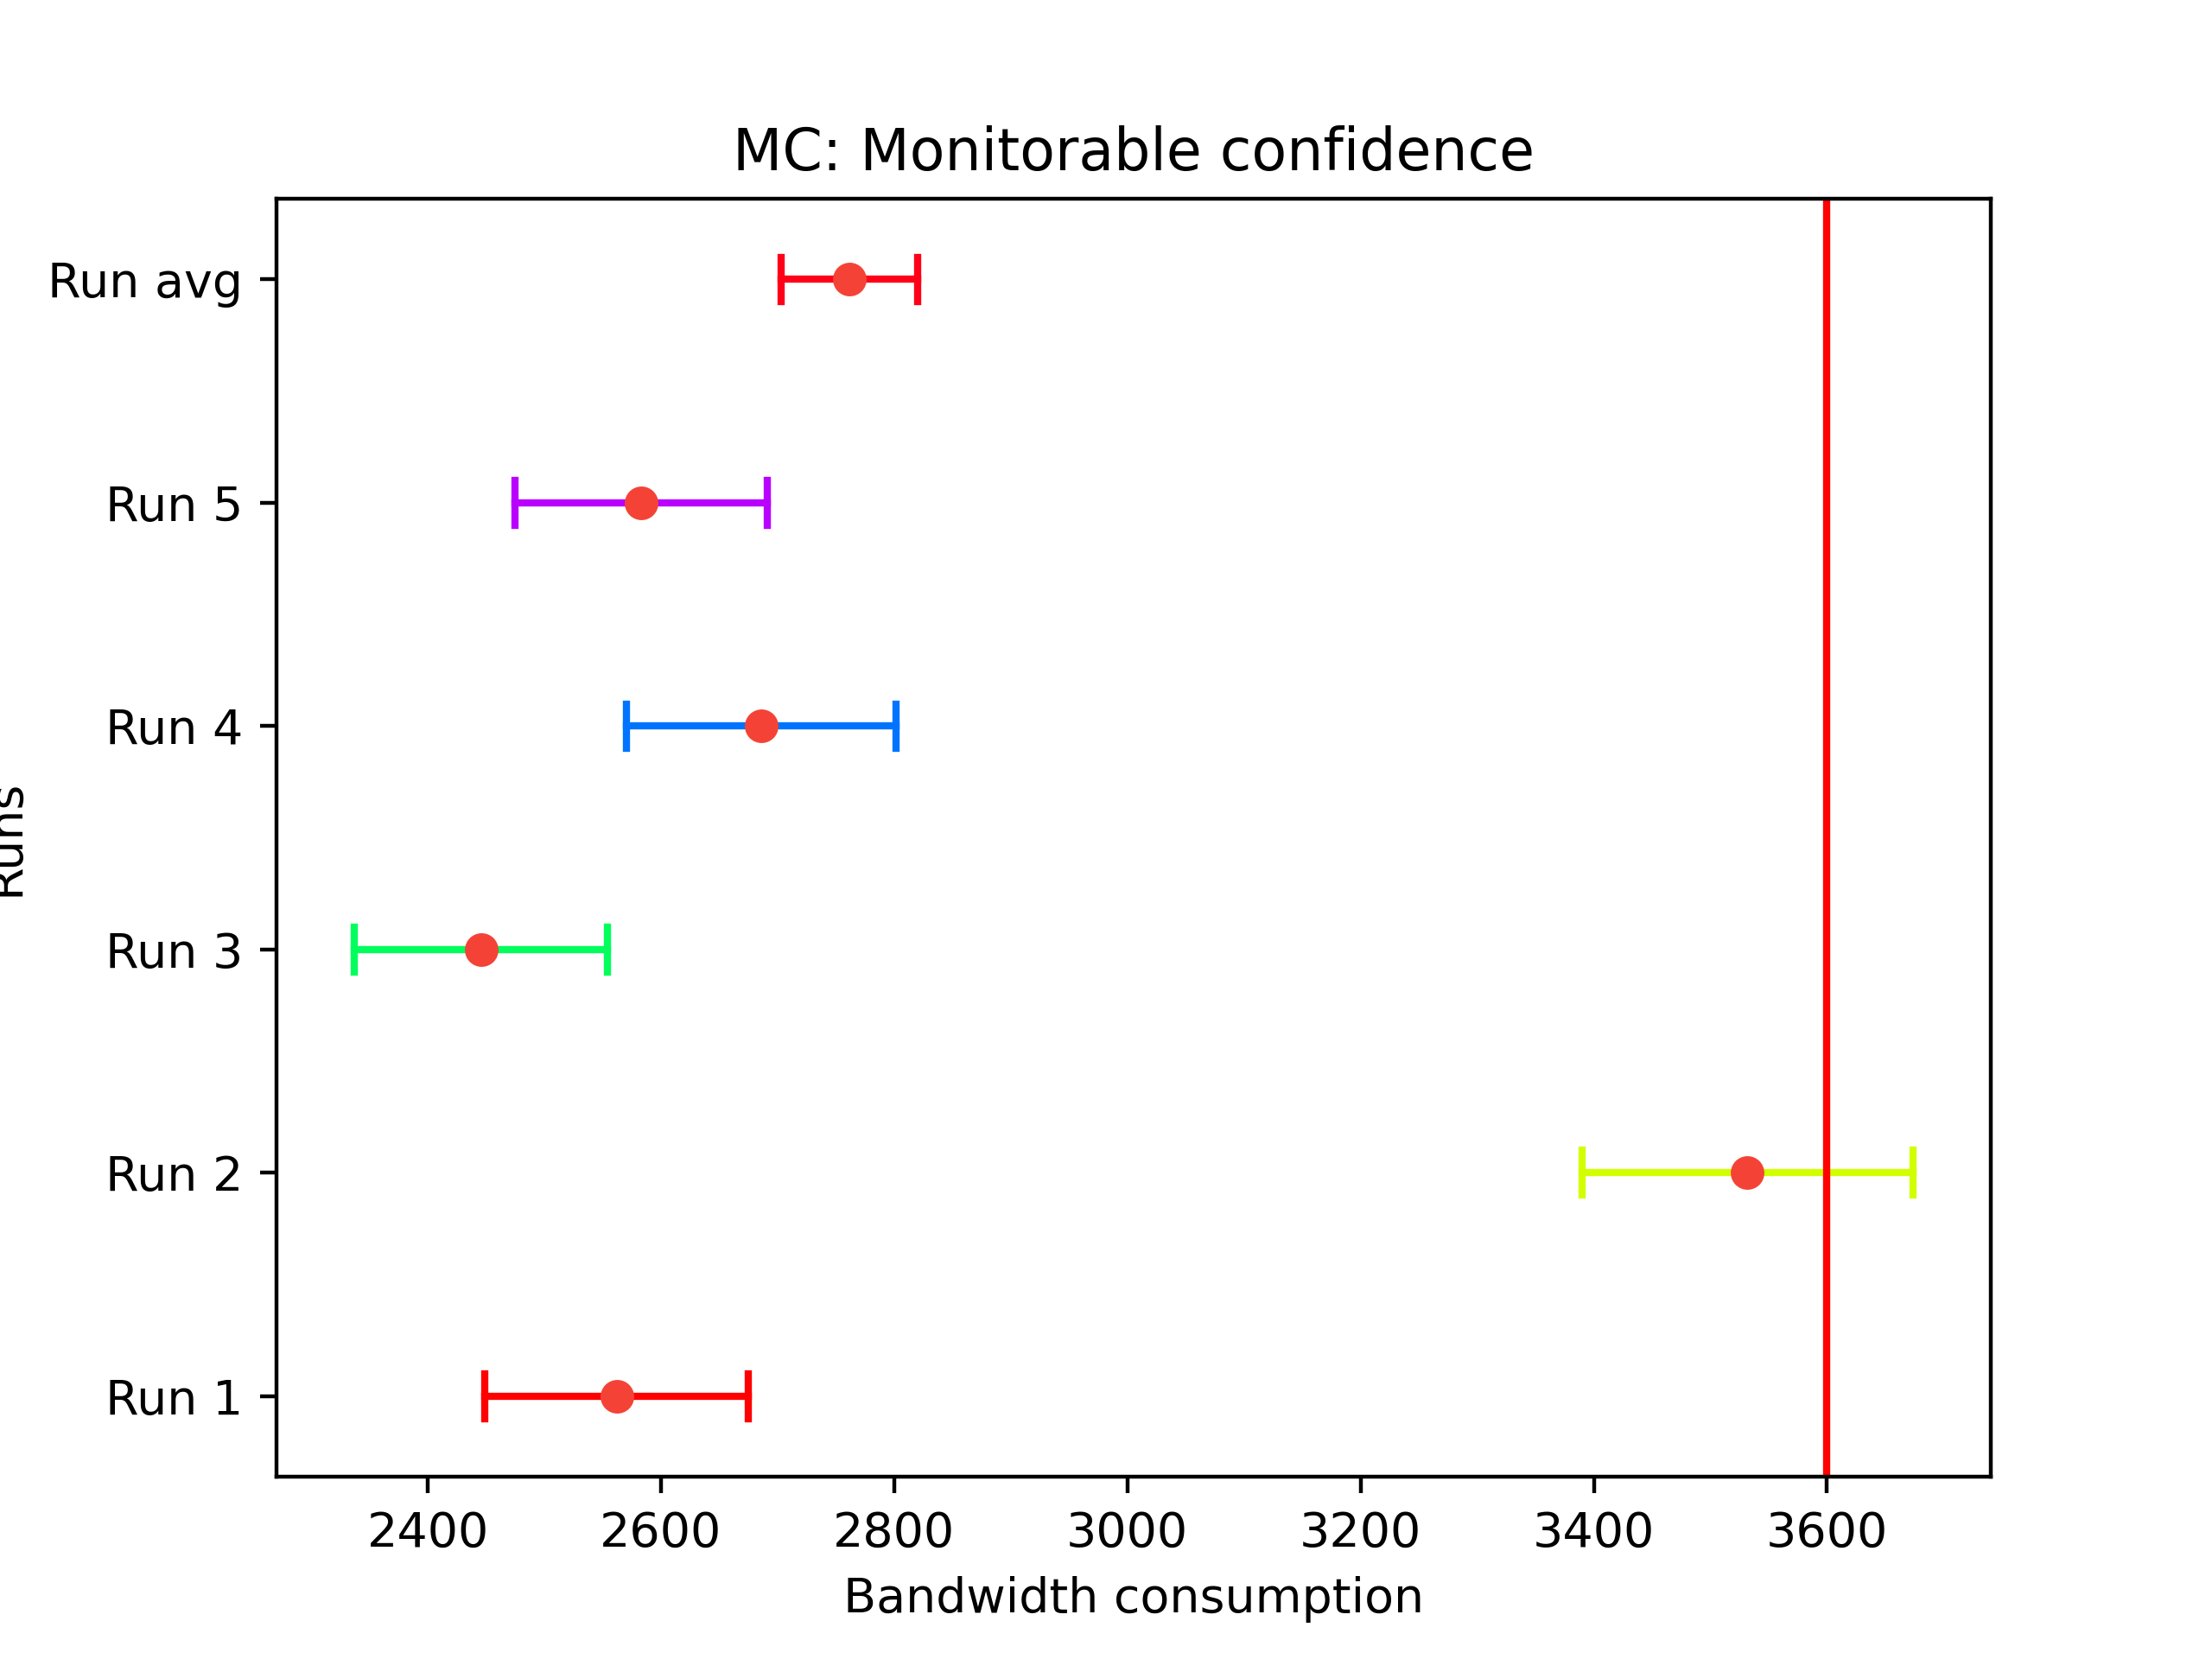 MC: Monitorable confidence
Run avg
Run 5
Run 4
Runs
Run 3
Run 2
Run 1
2400 2600 2800 3000 3200 3400 3600
Bandwidth consumption